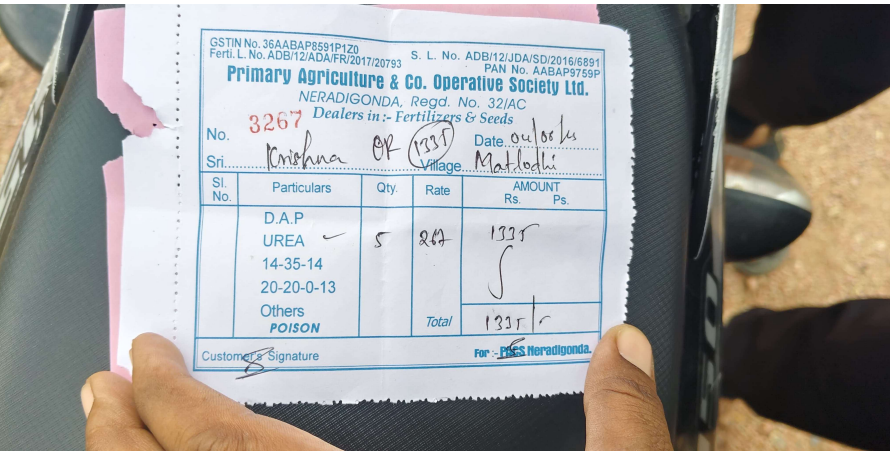 GSTIN No. 36AABAP8591P1Z0
Ferti. L. No. ADB/12/ADA/FR/2017/20793 S. L. No. ADB/12/JDA/SD/2016/6891
PAN No. AABAP9759P
Primary Agriculture & Co. Operative Society Ltd.
NERADIGONDA, Regd. No. 32/AC
Dealers in :- Fertilizers & Seeds
No. 3267 Date
Sri. Krishna 1335 Village Matlodhi
Sl. No. Particulars Qty. Rate AMOUNT Rs. Ps.
D.A.P
UREA ✓ 5 267 1335
14-35-14
20-20-0-13
Others
POISON Total 1335/-
Customer's Signature For :- PACS Neradigonda.